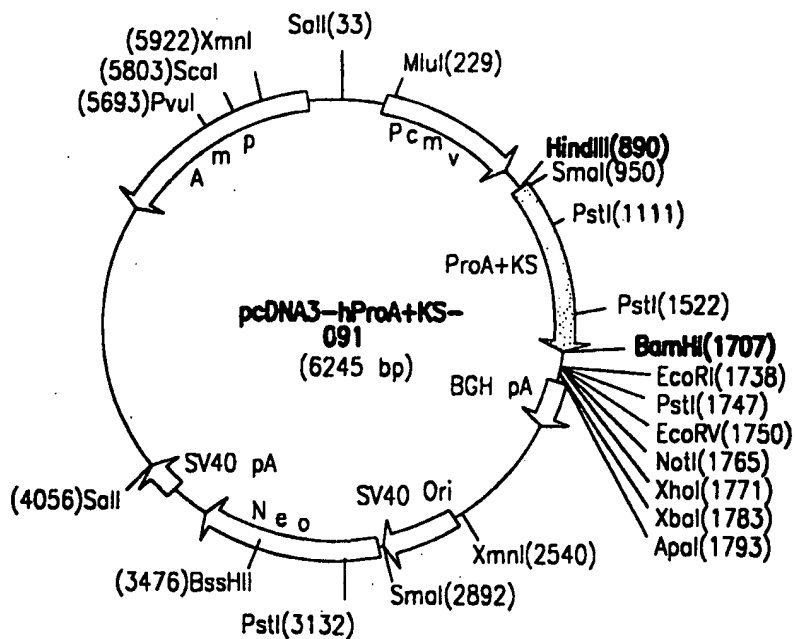 SalI(33)
(5922)XmnI
(5803)ScaI
(5693)PvuI
MluI(229)
Pcmv
Amp
HindIII(890)
SmaI(950)
PstI(1111)
ProA+KS
PstI(1522)
pcDNA3-hProA+KS-
091
(6245 bp)
BamHI(1707)
BGH pA
EcoRI(1738)
PstI(1747)
EcoRV(1750)
NotI(1765)
XhoI(1771)
XbaI(1783)
ApaI(1793)
SV40 pA
(4056)SalI
Neo
SV40 Ori
XmnI(2540)
(3476)BssHII
SmaI(2892)
PstI(3132)